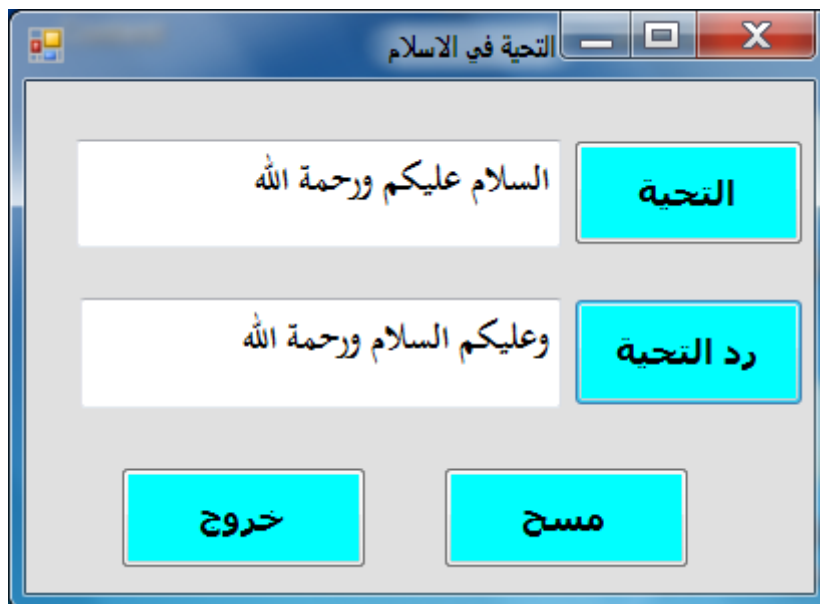 التحية في الاسلام
التحية
السلام عليكم ورحمة الله
رد التحية
وعليكم السلام ورحمة الله
مسح
خروج